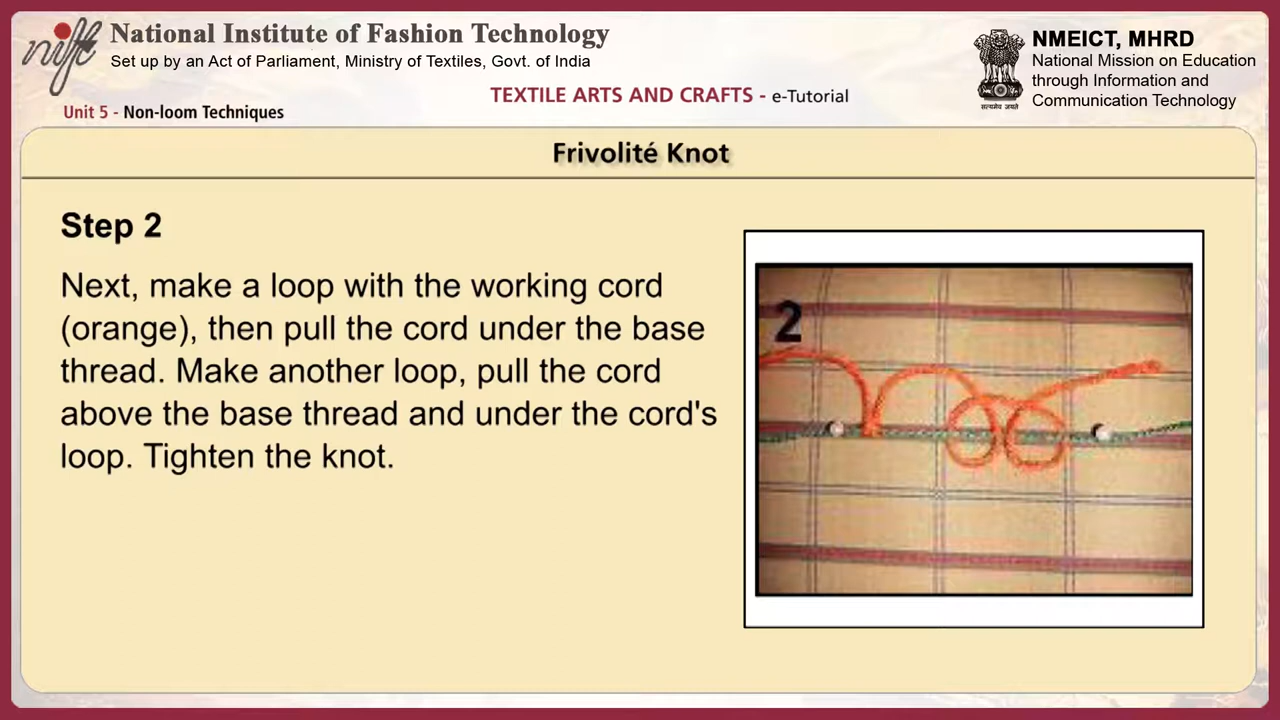 nift
National Institute of Fashion Technology
Set up by an Act of Parliament, Ministry of Textiles, Govt. of India
NMEICT, MHRD
National Mission on Education
through Information and
Communication Technology
सत्यमेव जयते
TEXTILE ARTS AND CRAFTS - e-Tutorial
Unit 5 - Non-loom Techniques
Frivolité Knot
Step 2
Next, make a loop with the working cord
(orange), then pull the cord under the base
thread. Make another loop, pull the cord
above the base thread and under the cord's
loop. Tighten the knot.
2